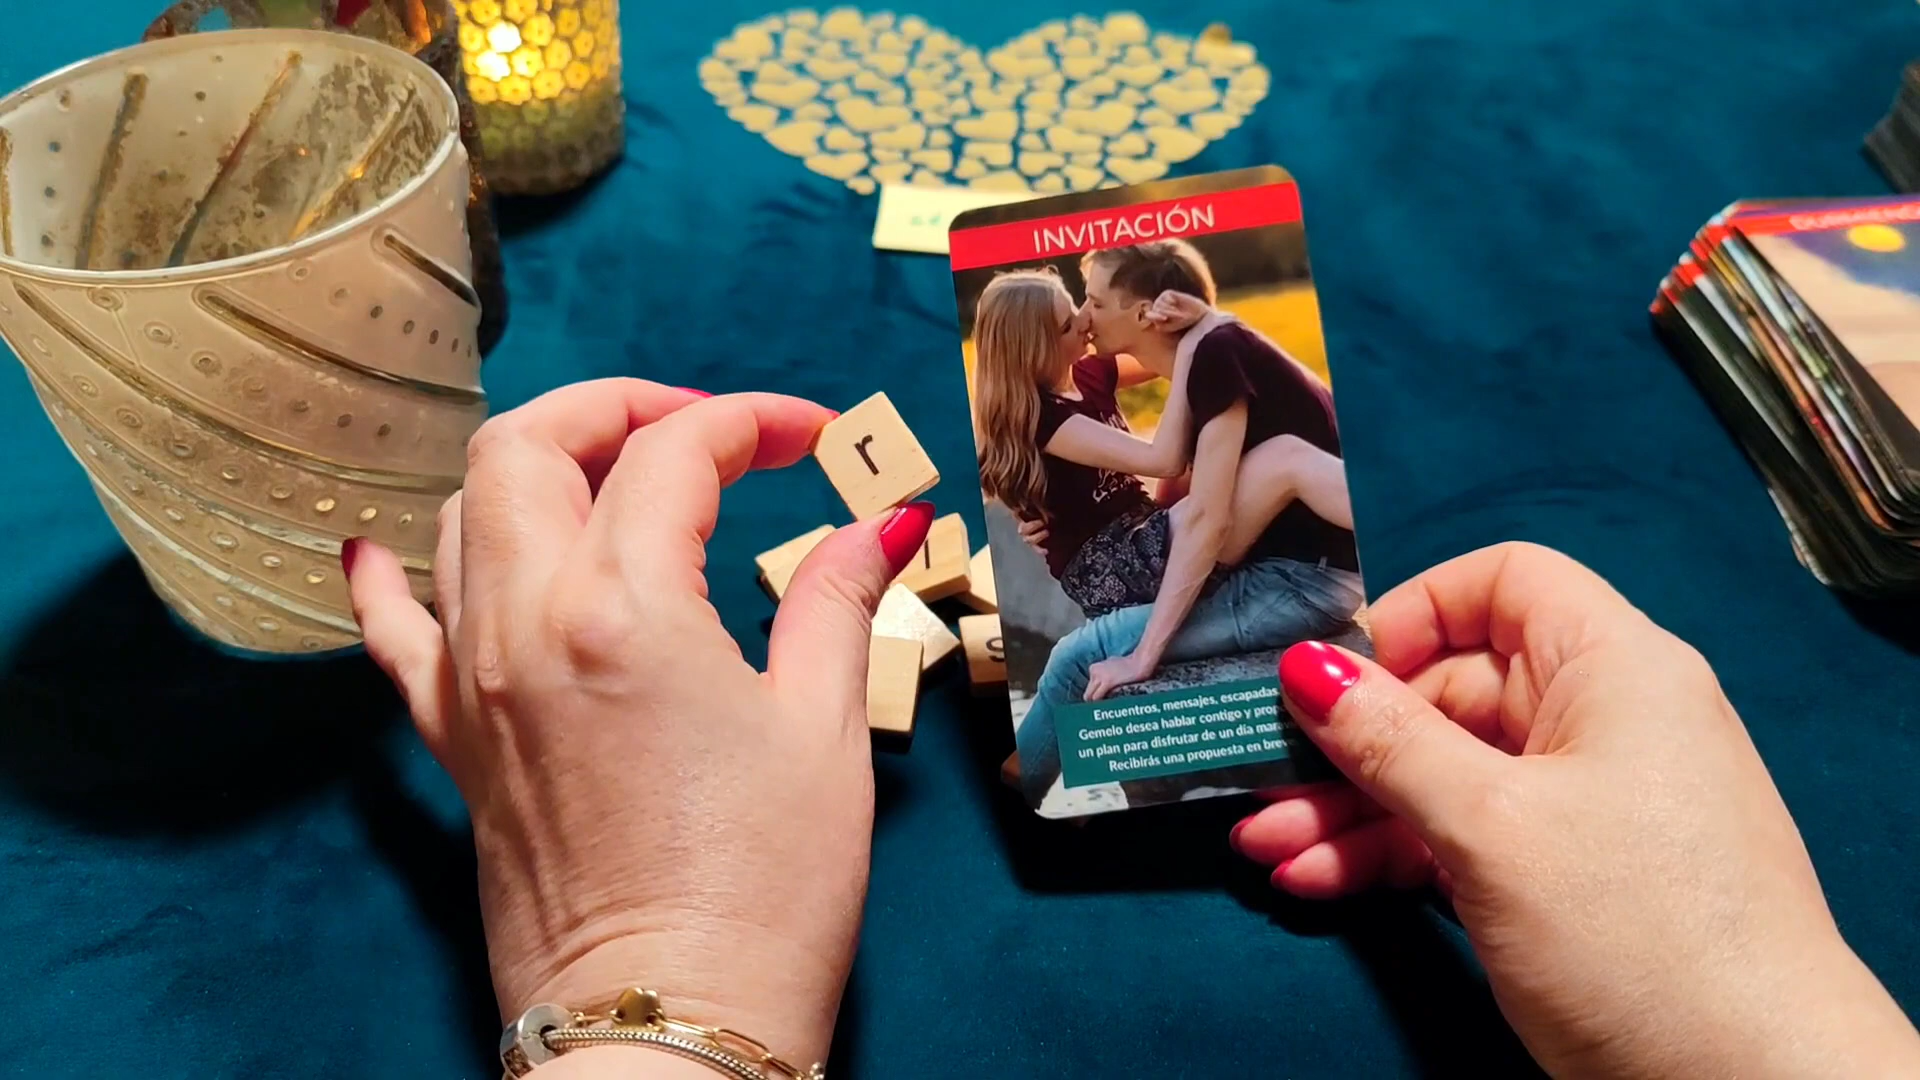 INVITACIÓN
r
l
s
Encuentros, mensajes, escapadas
Gemelo desea hablar contigo y
un plan para disfrutar de un día
Recibirás una propuesta en